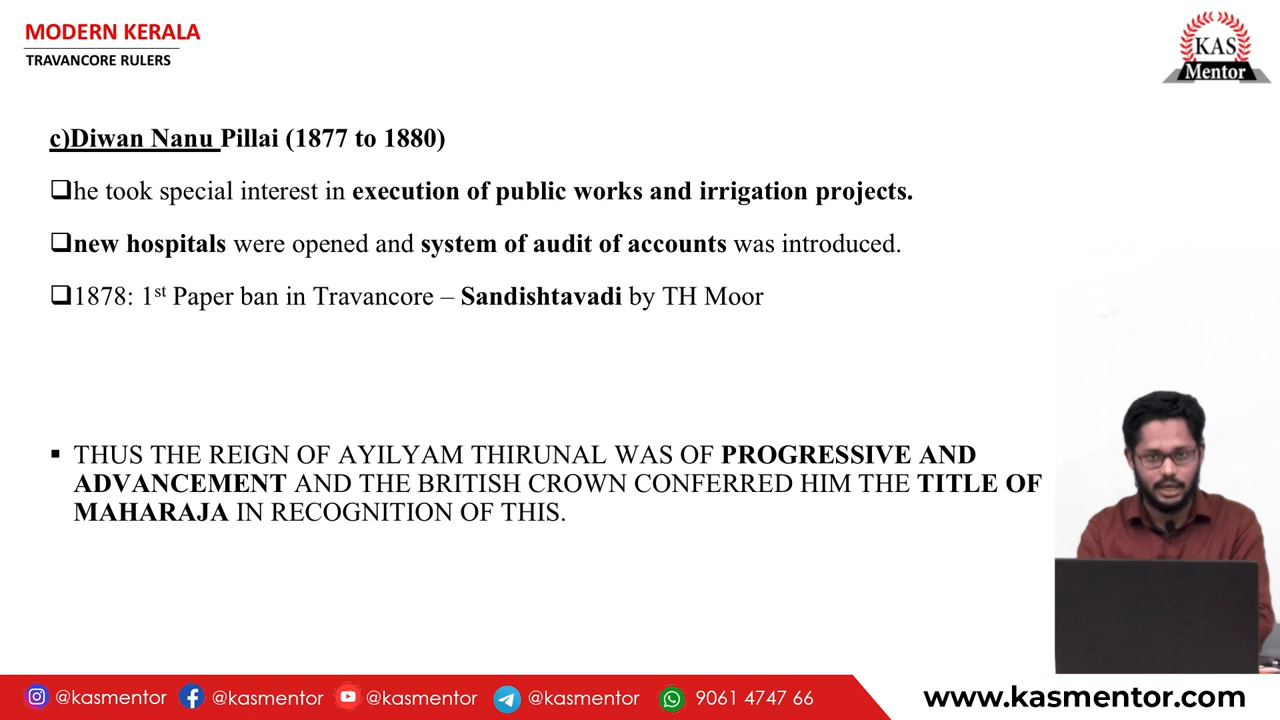 MODERN KERALA
TRAVANCORE RULERS
KAS
Mentor
c)Diwan Nanu Pillai (1877 to 1880)
❑he took special interest in execution of public works and irrigation projects.
❑new hospitals were opened and system of audit of accounts was introduced.
❑1878: 1st Paper ban in Travancore – Sandishtavadi by TH Moor
▪ THUS THE REIGN OF AYILYAM THIRUNAL WAS OF PROGRESSIVE AND
ADVANCEMENT AND THE BRITISH CROWN CONFERRED HIM THE TITLE OF
MAHARAJA IN RECOGNITION OF THIS.
@kasmentor @kasmentor @kasmentor @kasmentor 9061 4747 66 www.kasmentor.com